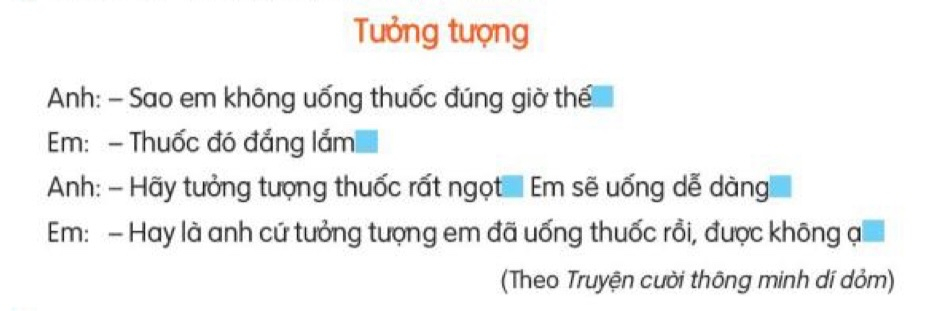 Tưởng tượng
Anh: – Sao em không uống thuốc đúng giờ thế
Em: – Thuốc đó đắng lắm
Anh: – Hãy tưởng tượng thuốc rất ngọt Em sẽ uống dễ dàng
Em: – Hay là anh cứ tưởng tượng em đã uống thuốc rồi, được không ạ
(Theo Truyện cười thông minh dí dỏm)